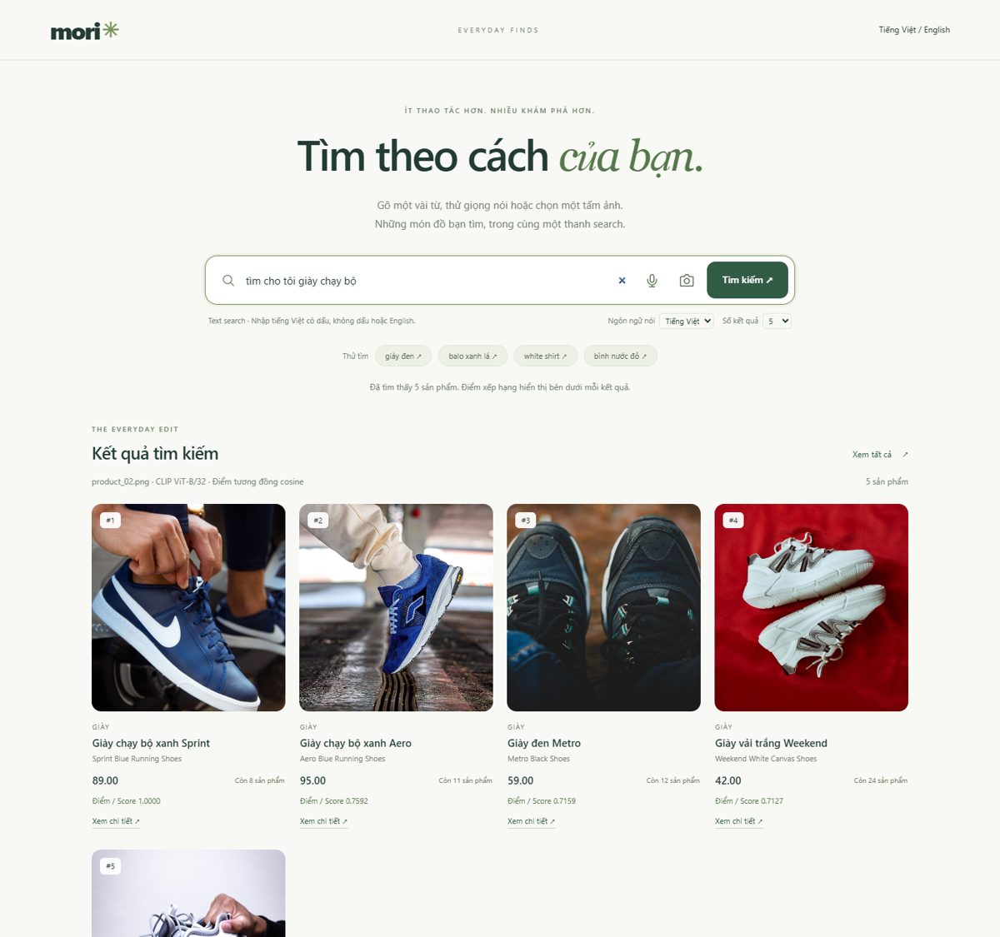 mori
EVERYDAY FINDS
Tiếng Việt / English
ÍT THAO TÁC HƠN. NHIỀU KHÁM PHÁ HƠN.
Tìm theo cách của bạn.
Gõ một vài từ, thử giọng nói hoặc chọn một tấm ảnh.
Những món đồ bạn tìm, trong cùng một thanh search.
tìm cho tôi giày chạy bộ
Tìm kiếm ↗
Text search · Nhập tiếng Việt có dấu, không dấu hoặc English.
Ngôn ngữ nói Tiếng Việt Số kết quả 5
Thử tìm giày đen ↗ balo xanh lá ↗ white shirt ↗ bình nước đỏ ↗
Đã tìm thấy 5 sản phẩm. Điểm xếp hạng hiển thị bên dưới mỗi kết quả.
THE EVERYDAY EDIT
Kết quả tìm kiếm
Xem tất cả ↗
product_02.png · CLIP ViT-B/32 · Điểm tương đồng cosine
5 sản phẩm
#1
GIÀY
Giày chạy bộ xanh Sprint
Sprint Blue Running Shoes
89.00 Còn 8 sản phẩm
Điểm / Score 1.0000
Xem chi tiết ↗
#2
GIÀY
Giày chạy bộ xanh Aero
Aero Blue Running Shoes
95.00 Còn 11 sản phẩm
Điểm / Score 0.7592
Xem chi tiết ↗
#3
GIÀY
Giày đen Metro
Metro Black Shoes
59.00 Còn 12 sản phẩm
Điểm / Score 0.7159
Xem chi tiết ↗
#4
GIÀY
Giày vải trắng Weekend
Weekend White Canvas Shoes
42.00 Còn 24 sản phẩm
Điểm / Score 0.7127
Xem chi tiết ↗
#5